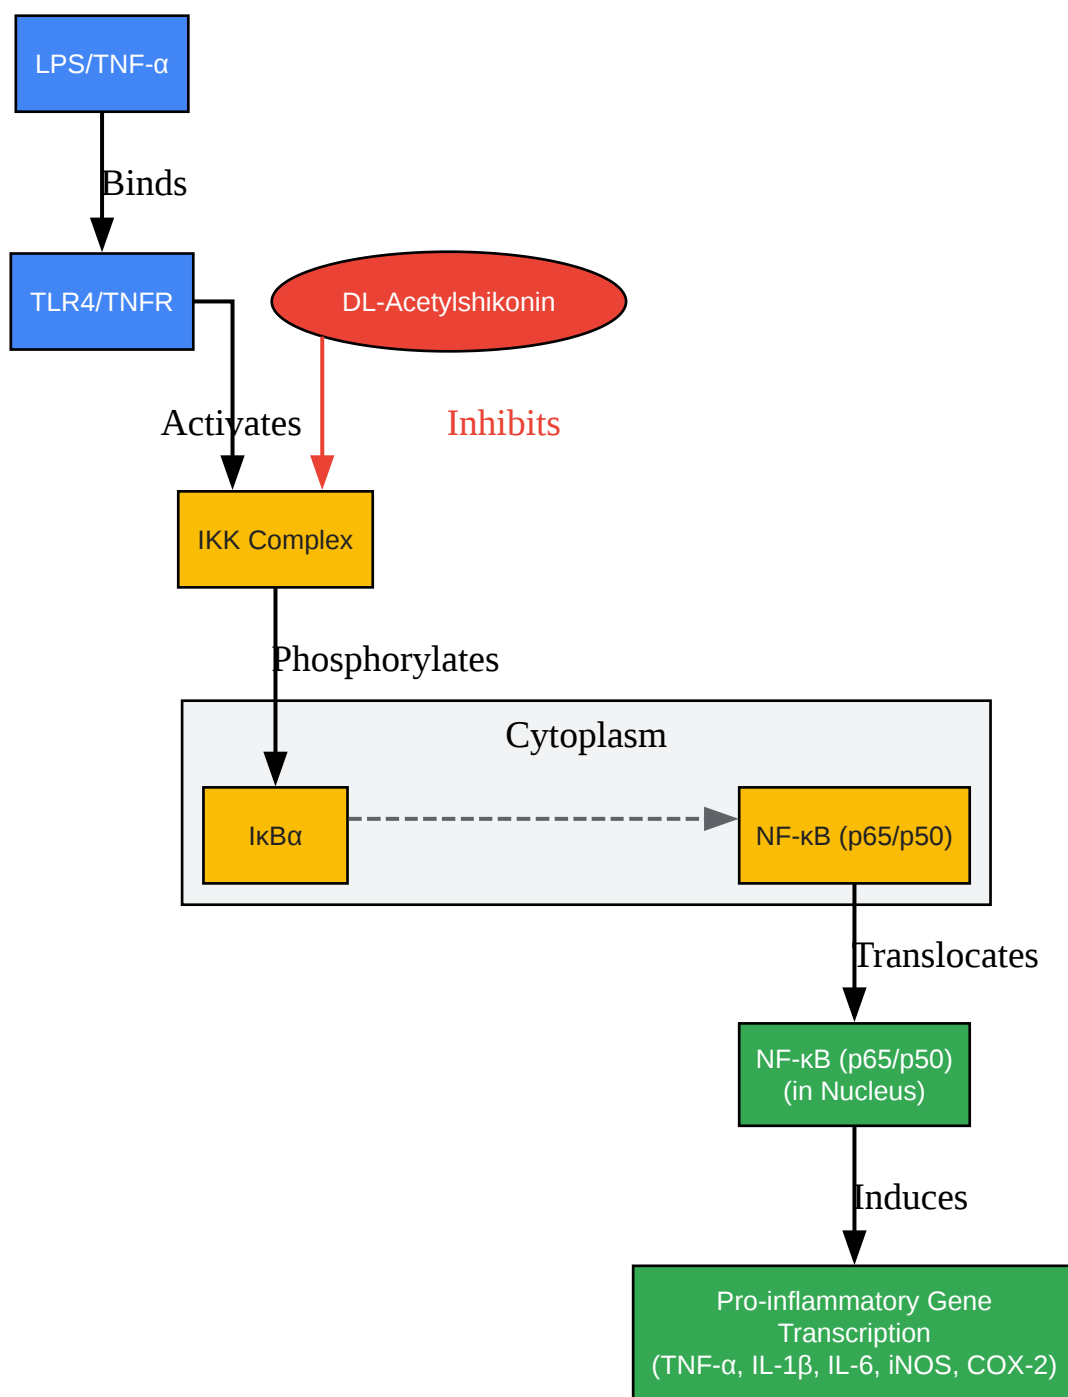 LPS/TNF-α
Binds
TLR4/TNFR
DL-Acetylshikonin
Activates
Inhibits
IKK Complex
Phosphorylates
Cytoplasm
IκBα
NF-κB (p65/p50)
Translocates
NF-κB (p65/p50)
(in Nucleus)
Induces
Pro-inflammatory Gene
Transcription
(TNF-α, IL-1β, IL-6, iNOS, COX-2)